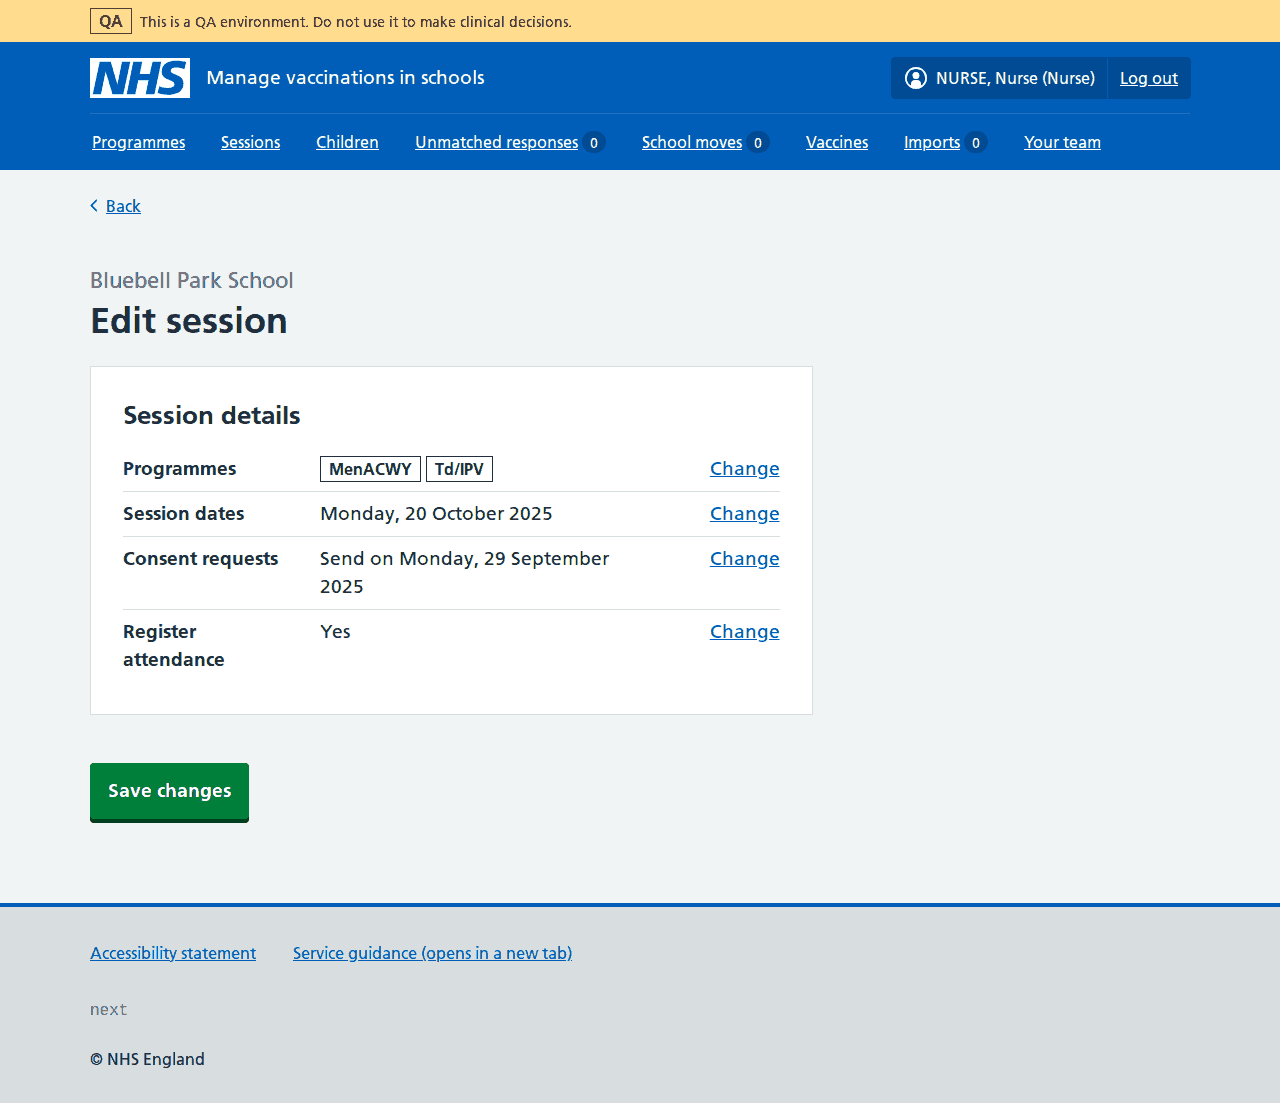 QA This is a QA environment. Do not use it to make clinical decisions.
NHS Manage vaccinations in schools NURSE, Nurse (Nurse) Log out
Programmes Sessions Children Unmatched responses 0 School moves 0 Vaccines Imports 0 Your team
Back
Bluebell Park School
Edit session
Session details
Programmes MenACWY Td/IPV Change
Session dates Monday, 20 October 2025 Change
Consent requests Send on Monday, 29 September 2025 Change
Register attendance Yes Change
Save changes
Accessibility statement Service guidance (opens in a new tab)
next
© NHS England